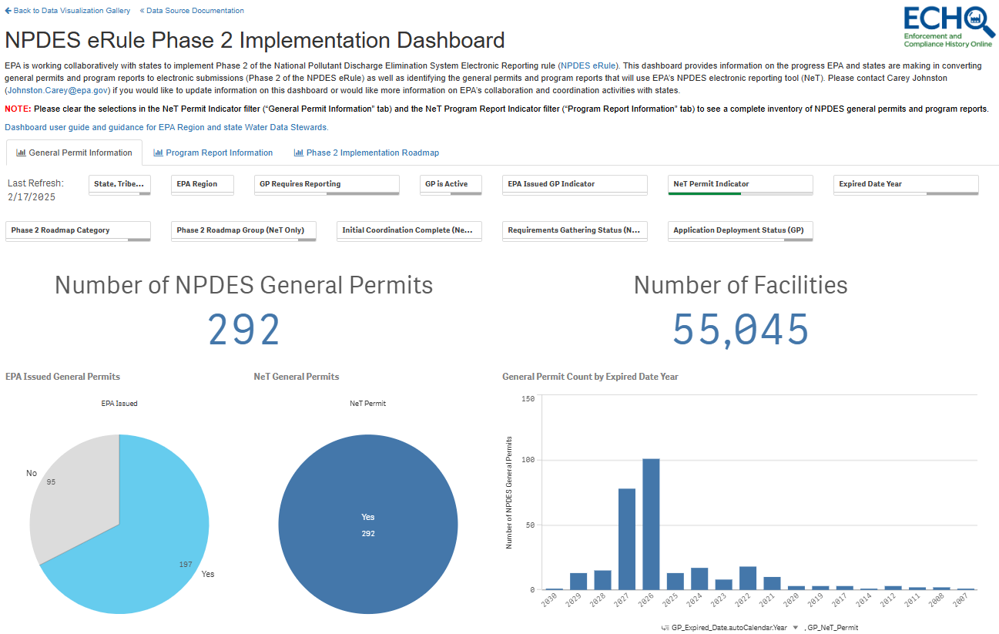 Back to Data Visualization Gallery « Data Source Documentation
ECHO
Enforcement and
Compliance History Online
NPDES eRule Phase 2 Implementation Dashboard
EPA is working collaboratively with states to implement Phase 2 of the National Pollutant Discharge Elimination System Electronic Reporting rule (NPDES eRule). This dashboard provides information on the progress EPA and states are making in converting
general permits and program reports to electronic submissions (Phase 2 of the NPDES eRule) as well as identifying the general permits and program reports that will use EPA's NPDES electronic reporting tool (NeT). Please contact Carey Johnston
(Johnston.Carey@epa.gov) if you would like to update information on this dashboard or would like more information on EPA's collaboration and coordination activities with states.
NOTE: Please clear the selections in the NeT Permit Indicator filter (“General Permit Information” tab) and the NeT Program Report Indicator filter (“Program Report Information” tab) to see a complete inventory of NPDES general permits and program reports.
Dashboard user guide and guidance for EPA Region and state Water Data Stewards.
General Permit Information Program Report Information Phase 2 Implementation Roadmap
Last Refresh:
2/17/2025
State, Tribe... EPA Region GP Requires Reporting GP is Active EPA Issued GP Indicator NeT Permit Indicator Expired Date Year
Phase 2 Roadmap Category Phase 2 Roadmap Group (NeT Only) Initial Coordination Complete (Ne... Requirements Gathering Status (N... Application Deployment Status (GP)
Number of NPDES General Permits
292
Number of Facilities
55,045
EPA Issued General Permits
EPA Issued
No
95
197
Yes
NeT General Permits
NeT Permit
Yes
292
General Permit Count by Expired Date Year
Number of NPDES General Permits
150
100
50
0
2030 2029 2028 2027 2026 2025 2024 2023 2022 2021 2020 2019 2017 2014 2012 2011 2008 2007
GP_Expired_Date.autoCalendar.Year , GP_NeT_Permit